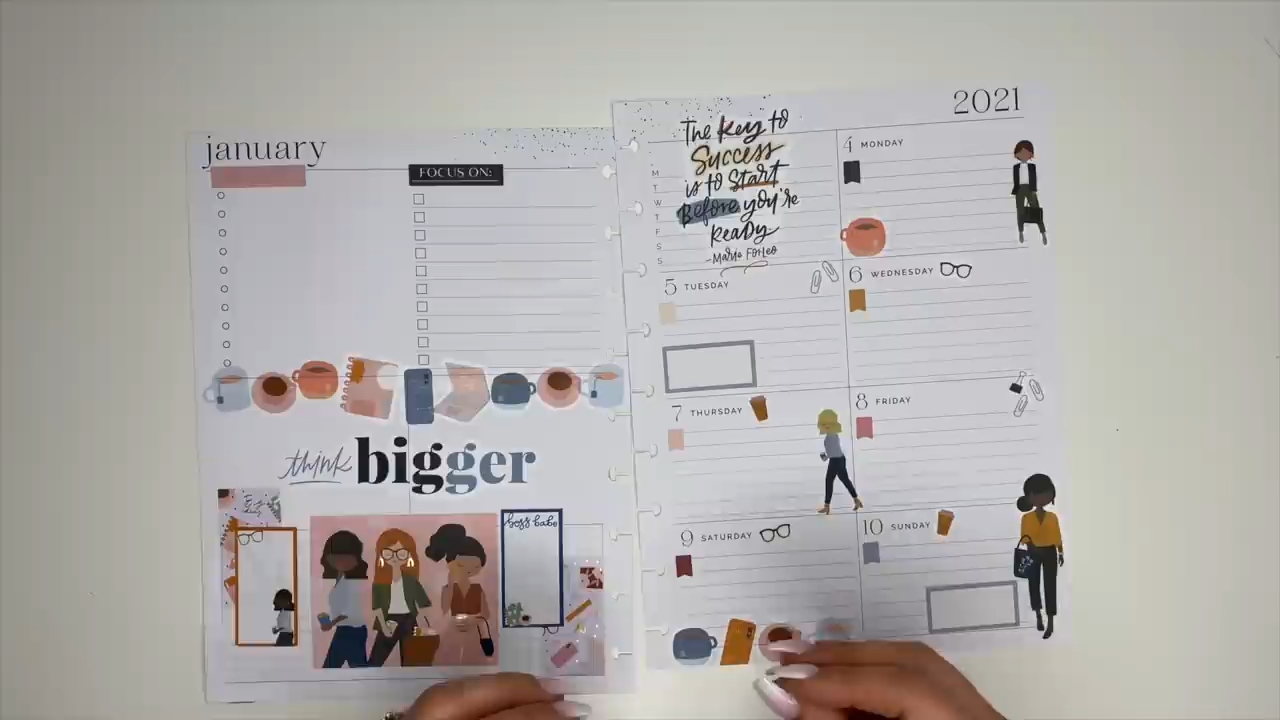 january
FOCUS ON:
think bigger
boss babe
2021
The key to
Success
is to Start
Before you're
Ready
-Marie Forleo
M
T
W
T
F
S
S
4 MONDAY
5 TUESDAY
6 WEDNESDAY
7 THURSDAY
8 FRIDAY
9 SATURDAY
10 SUNDAY